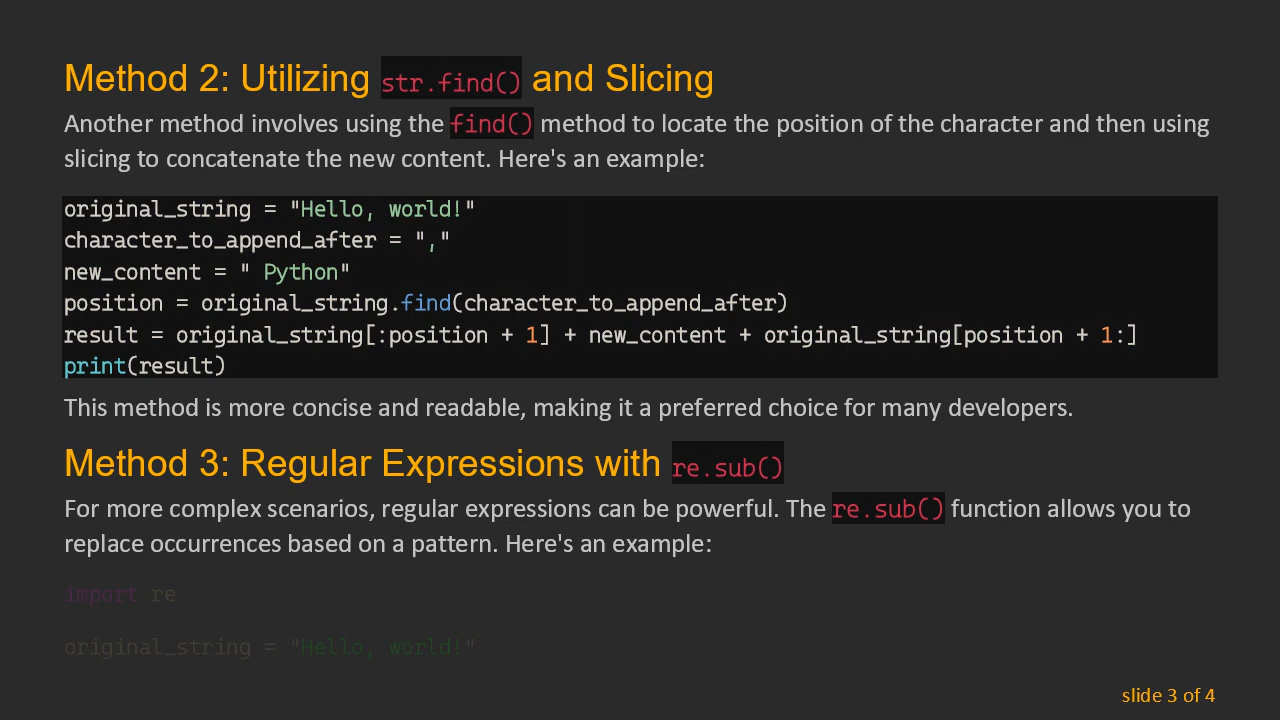 Method 2: Utilizing str.find() and Slicing
Another method involves using the find() method to locate the position of the character and then using
slicing to concatenate the new content. Here's an example:
original_string = "Hello, world!"
character_to_append_after = ","
new_content = " Python"
position = original_string.find(character_to_append_after)
result = original_string[:position + 1] + new_content + original_string[position + 1:]
print(result)
This method is more concise and readable, making it a preferred choice for many developers.
Method 3: Regular Expressions with re.sub()
For more complex scenarios, regular expressions can be powerful. The re.sub() function allows you to
replace occurrences based on a pattern. Here's an example:
import re
original_string = "Hello, world!"
slide 3 of 4